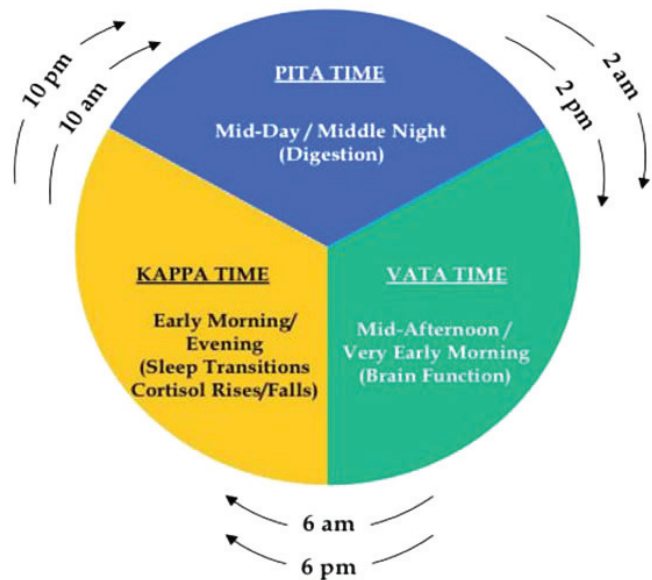 10 pm
10 am
2 am
2 pm
PITA TIME
Mid-Day / Middle Night
(Digestion)
KAPPA TIME
Early Morning/
Evening
(Sleep Transitions
Cortisol Rises/Falls)
VATA TIME
Mid-Afternoon /
Very Early Morning
(Brain Function)
6 am
6 pm